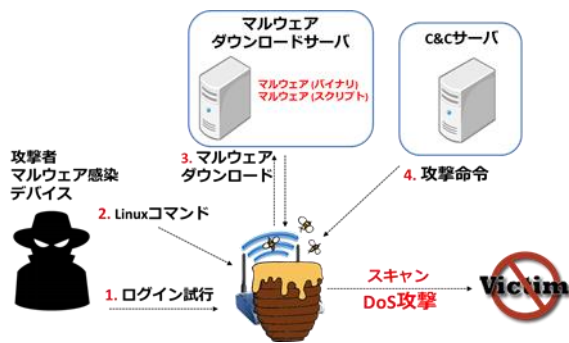 マルウェア
ダウンロードサーバ
マルウェア(バイナリ)
マルウェア(スクリプト)
C&Cサーバ
攻撃者
マルウェア感染
デバイス
3. マルウェア
ダウンロード
4. 攻撃命令
2. Linuxコマンド
1. ログイン試行
スキャン
DoS攻撃
Victim